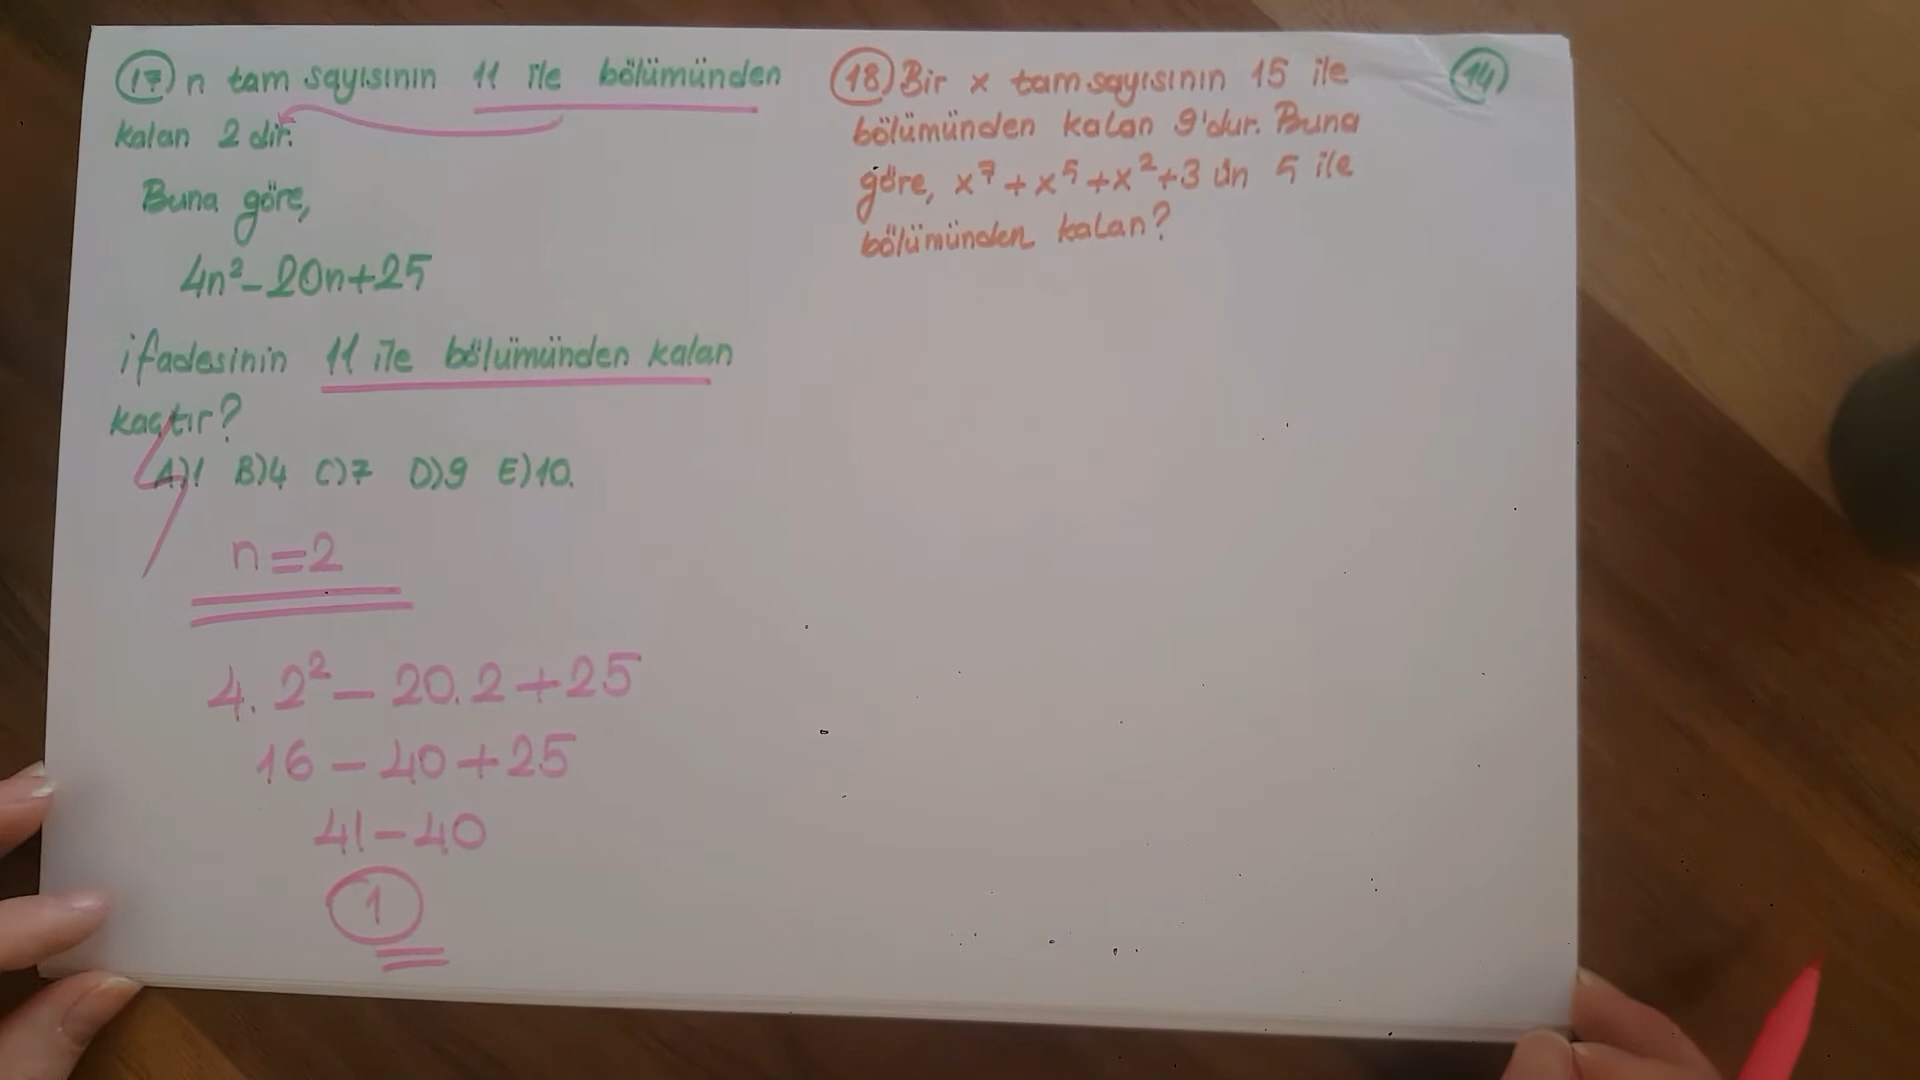 17) n tam sayısının 11 ile bölümünden
kalan 2 dir.
Buna göre,
4n²-20n+25
ifadesinin 11 ile bölümünden kalan
kaçtır?
A)1 B)4 C)7 D)9 E)10.
n=2
4.2²-20.2+25
16-40+25
41-40
1
18) Bir x tamsayısının 15 ile
bölümünden kalan 9'dur. Buna
göre, x⁷+x⁵+x²+3 ün 5 ile
bölümünden kalan?
14